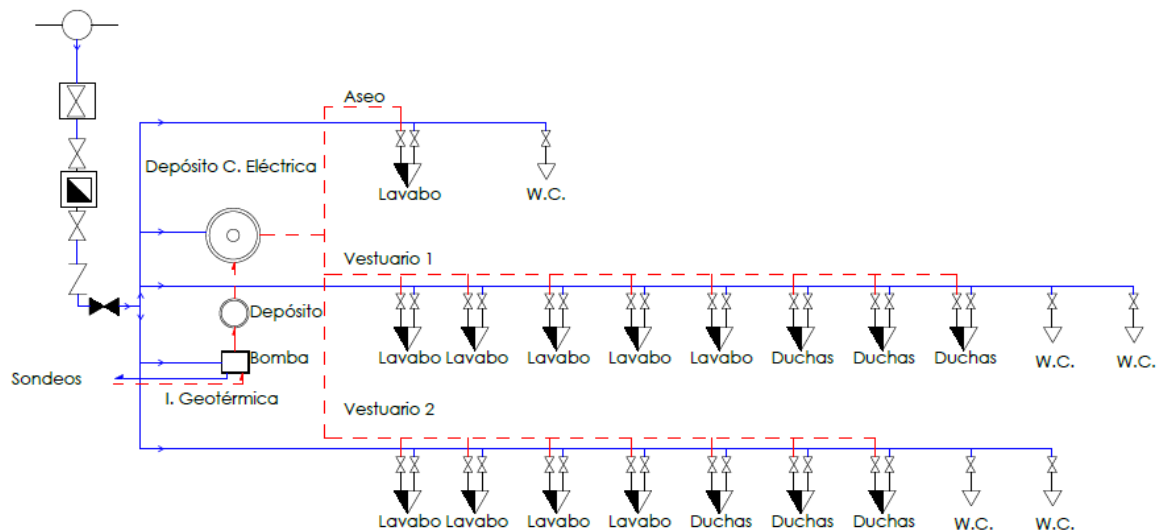 Aseo
Depósito C. Eléctrica
Lavabo
W.C.
Vestuario 1
Depósito
Lavabo Lavabo Lavabo Lavabo Lavabo Duchas Duchas Duchas W.C. W.C.
Bomba
Sondeos
I. Geotérmica
Vestuario 2
Lavabo Lavabo Lavabo Lavabo Duchas Duchas Duchas W.C. W.C.